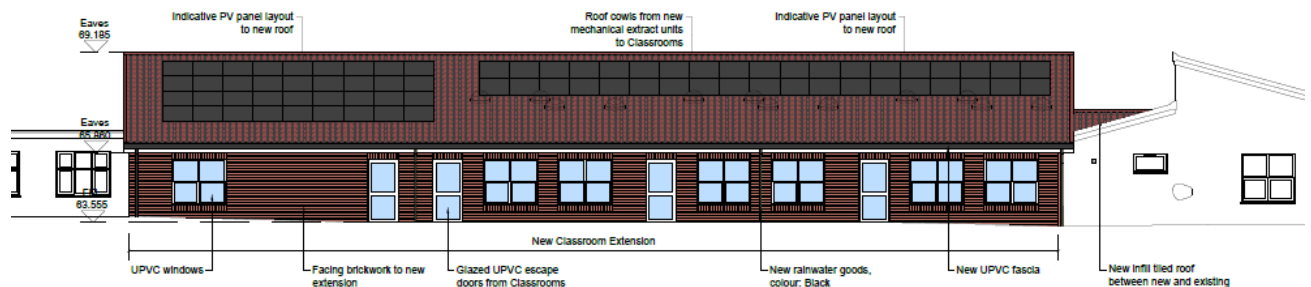 Indicative PV panel layout
to new roof
Roof cowls from new
mechanical extract units
to Classrooms
Indicative PV panel layout
to new roof
Eaves
69.185
Eaves
65.860
63.555
New Classroom Extension
UPVC windows
Facing brickwork to new
extension
Glazed UPVC escape
doors from Classrooms
New rainwater goods,
colour: Black
New UPVC fascia
New infill tiled roof
between new and existing